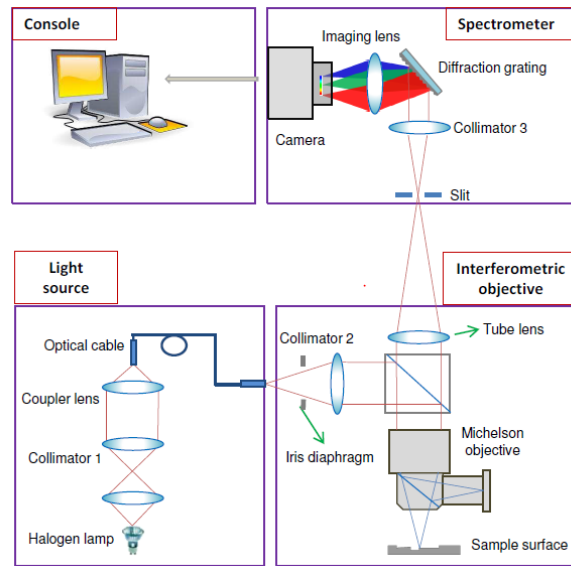 Console
Spectrometer
Imaging lens
Diffraction grating
Camera
Collimator 3
Slit
Light
source
Interferometric
objective
Tube lens
Optical cable
Collimator 2
Coupler lens
Iris diaphragm
Michelson
objective
Collimator 1
Halogen lamp
Sample surface